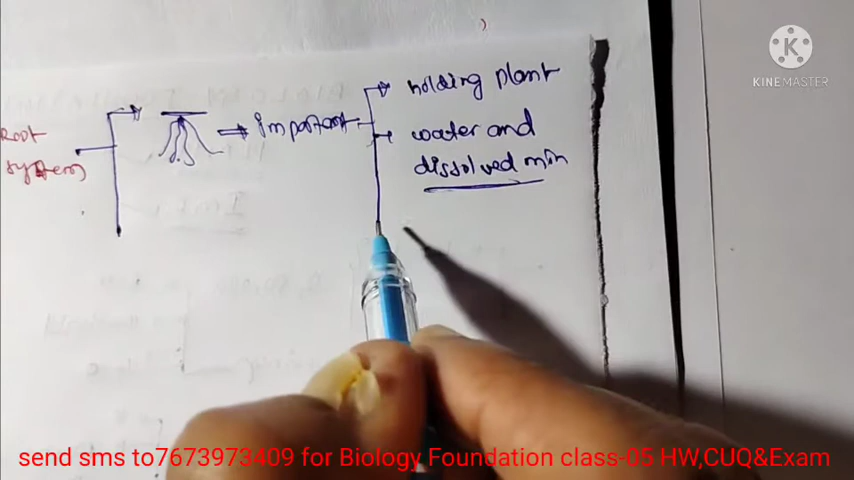 Root
system
important
holding plant
water and
dissolved min
KINEMASTER
send sms to7673973409 for Biology Foundation class-05 HW,CUQ&Exam